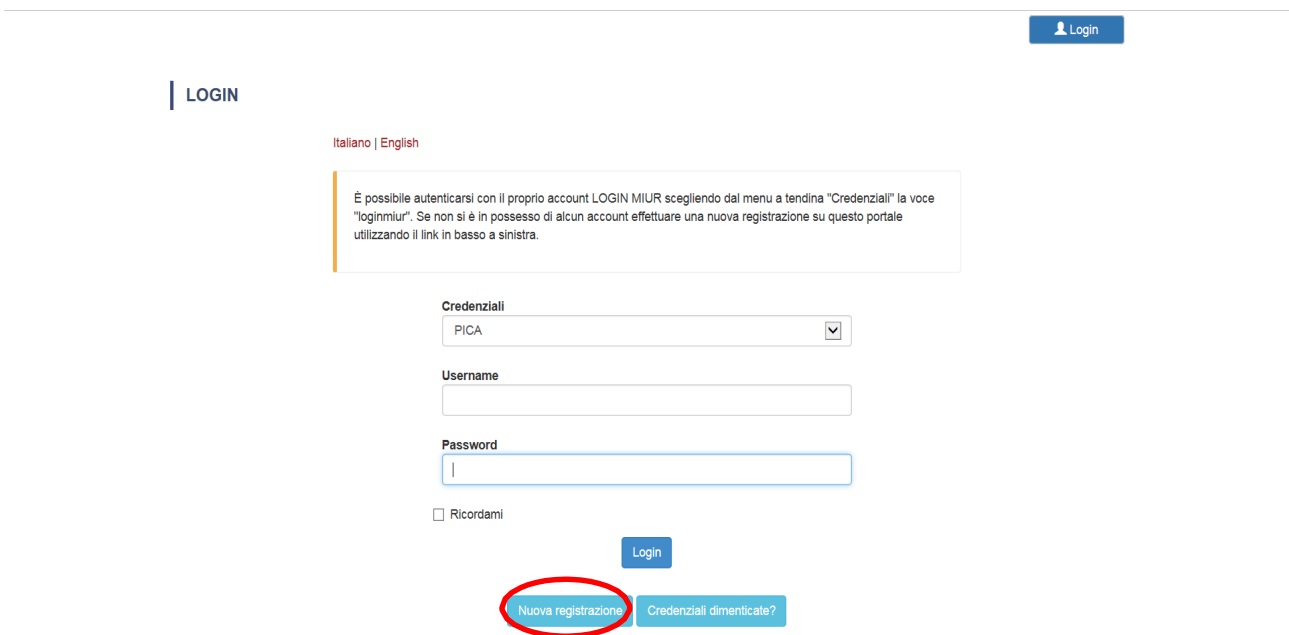 Login
LOGIN
Italiano | English
È possibile autenticarsi con il proprio account LOGIN MIUR scegliendo dal menu a tendina "Credenziali" la voce
"loginmiur". Se non si è in possesso di alcun account effettuare una nuova registrazione su questo portale
utilizzando il link in basso a sinistra.
Credenziali
PICA
Username
Password
Ricordami
Login
Nuova registrazione
Credenziali dimenticate?